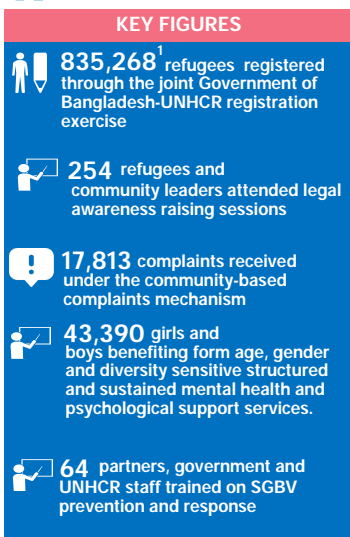 KEY FIGURES
835,268¹ refugees registered
through the joint Government of
Bangladesh-UNHCR registration
exercise
254 refugees and
community leaders attended legal
awareness raising sessions
17,813 complaints received
under the community-based
complaints mechanism
43,390 girls and
boys benefiting form age, gender
and diversity sensitive structured
and sustained mental health and
psychological support services.
64 partners, government and
UNHCR staff trained on SGBV
prevention and response